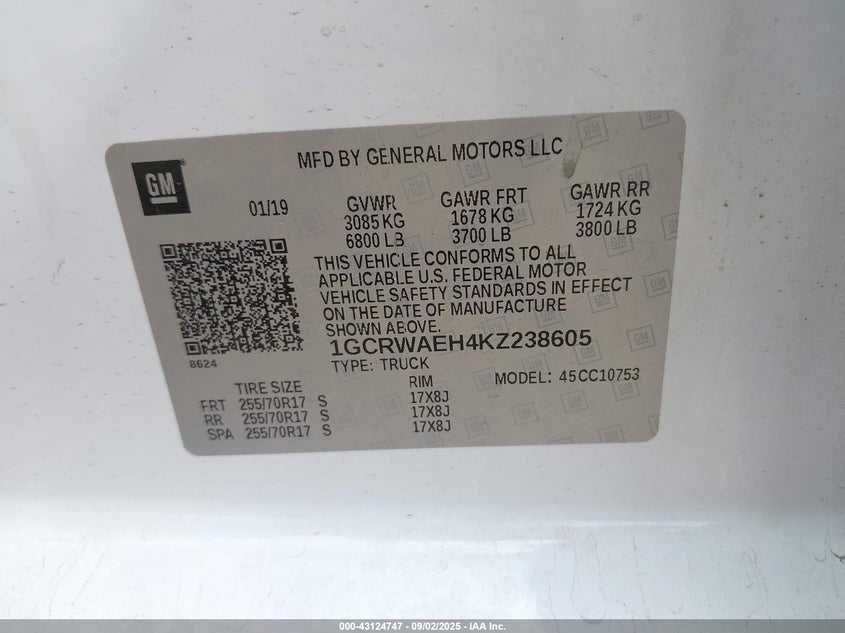 MFD BY GENERAL MOTORS LLC
GM
01/19
GVWR
3085 KG
6800 LB
GAWR FRT
1678 KG
3700 LB
GAWR RR
1724 KG
3800 LB
THIS VEHICLE CONFORMS TO ALL
APPLICABLE U.S. FEDERAL MOTOR
VEHICLE SAFETY STANDARDS IN EFFECT
ON THE DATE OF MANUFACTURE
SHOWN ABOVE.
1GCRWAEH4KZ238605
8624
TYPE: TRUCK
MODEL: 45CC10753
TIRE SIZE
RIM
FRT 255/70R17 S 17X8J
RR 255/70R17 S 17X8J
SPA 255/70R17 S 17X8J
000-43124747 - 09/02/2025 - IAA Inc.